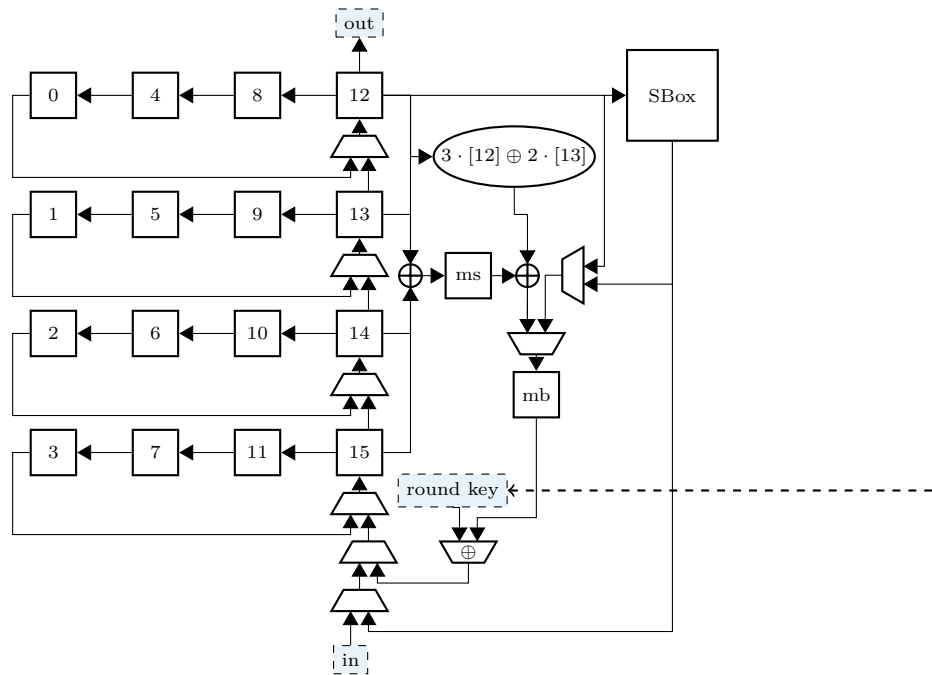 out
0 4 8 12 SBox
3 · [12] ⊕ 2 · [13]
1 5 9 13
ms
2 6 10 14
mb
3 7 11 15
round key
⊕
in